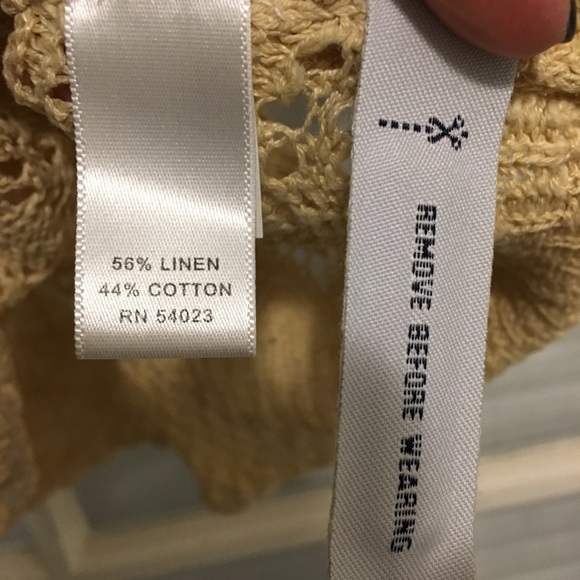 56% LINEN
44% COTTON
RN 54023
REMOVE BEFORE WEARING